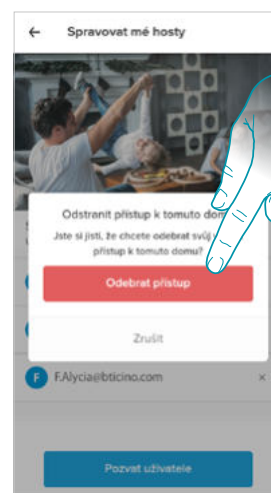 Spravovat mé hosty
Odstranit přístup k tomuto dom
Jste si jisti, že chcete odebrat svůj
přístup k tomuto domu?
Odebrat přístup
Zrušit
F F.Alycia@bticino.com ×
Pozvat uživatele